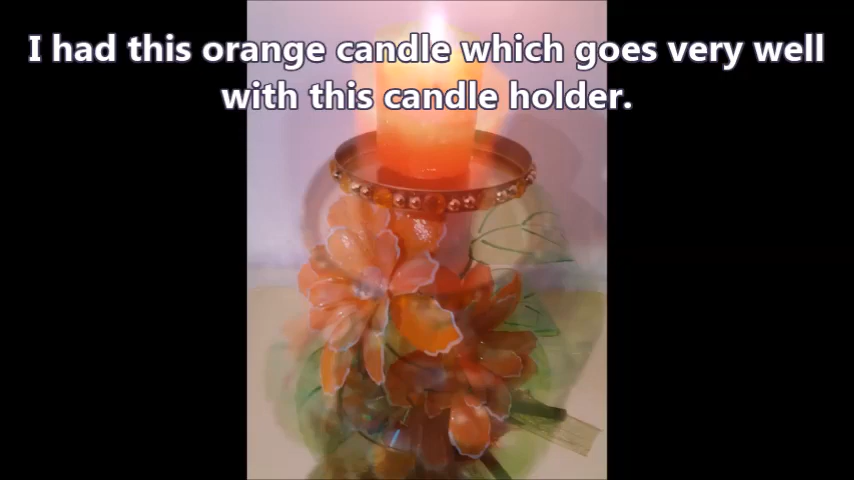 I had this orange candle which goes very well
with this candle holder.